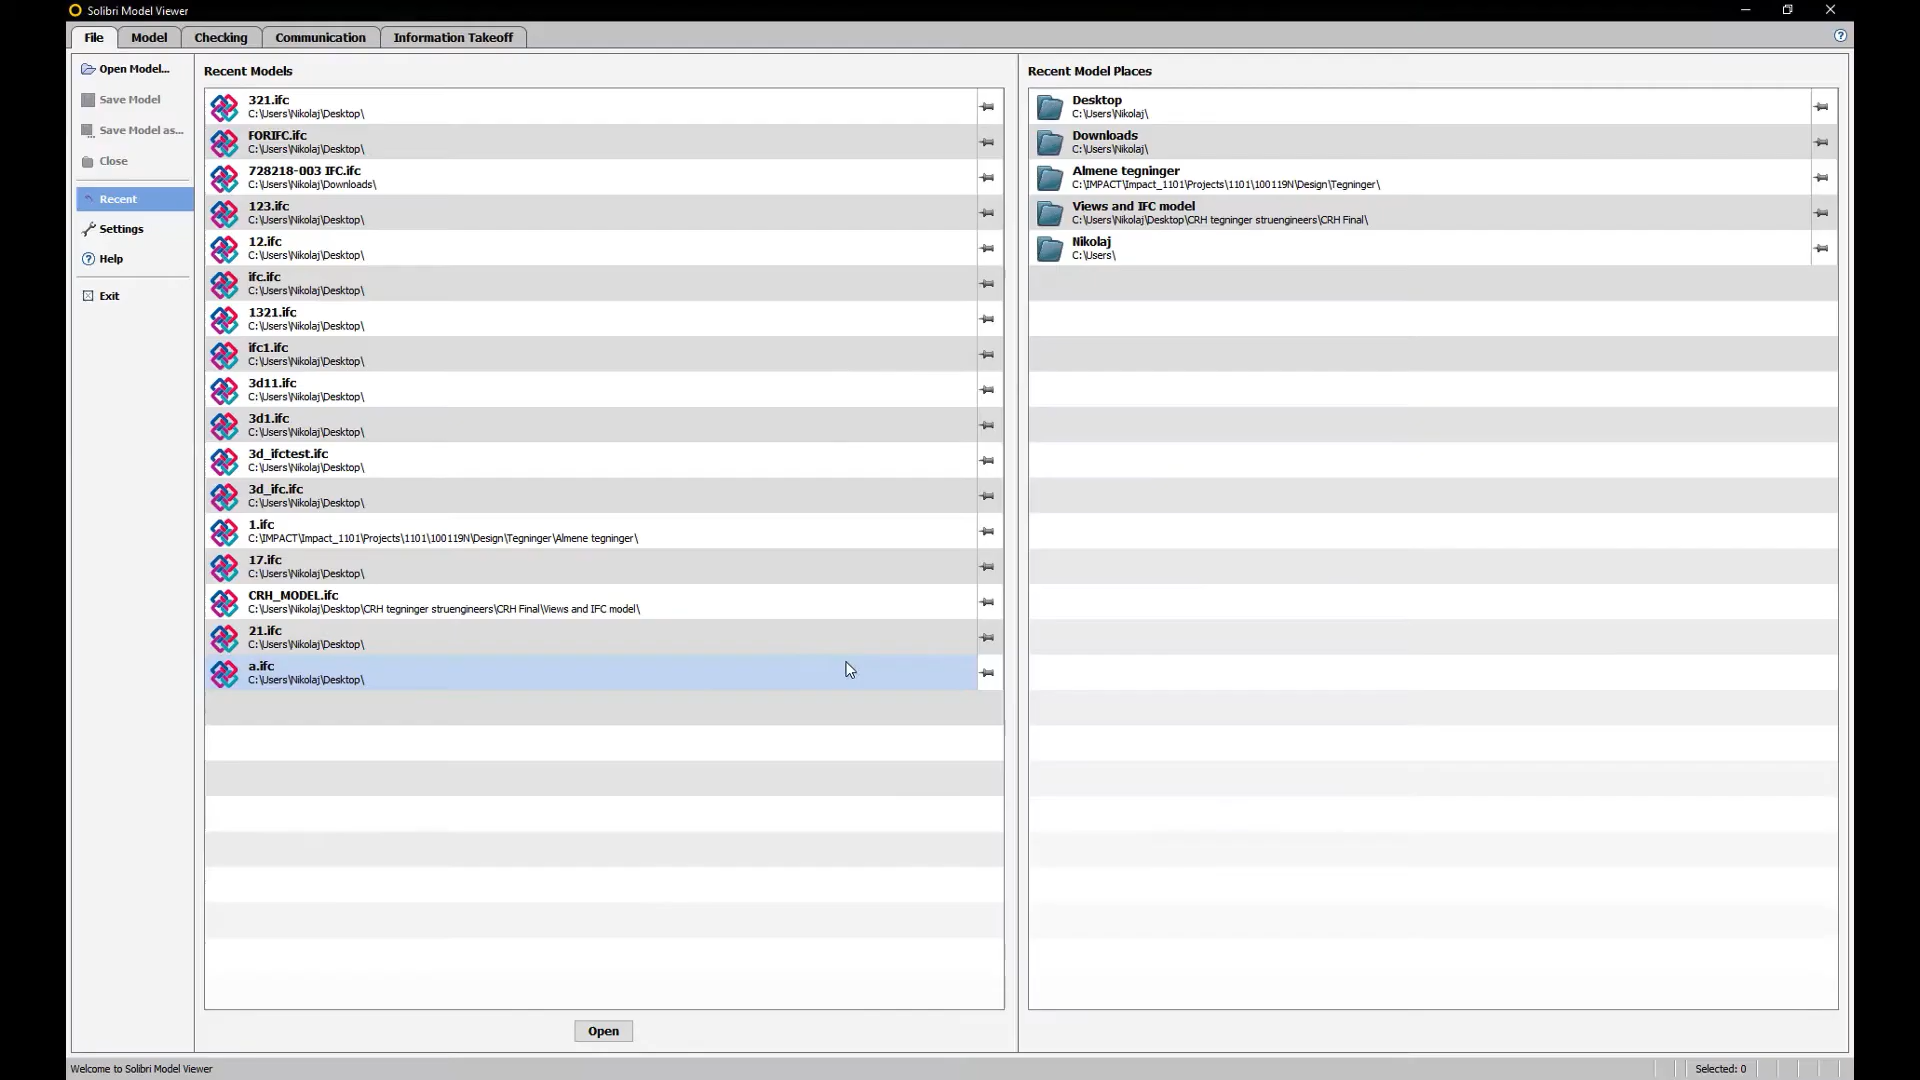 Solibri Model Viewer
File
Model
Checking
Communication
Information Takeoff
Open Model...
Save Model
Save Model as...
Close
Recent
Settings
Help
Exit
Recent Models
321.ifc
C:\Users\Nikolaj\Desktop\
FORIFC.ifc
C:\Users\Nikolaj\Desktop\
728218-003 IFC.ifc
C:\Users\Nikolaj\Downloads\
123.ifc
C:\Users\Nikolaj\Desktop\
12.ifc
C:\Users\Nikolaj\Desktop\
ifc.ifc
C:\Users\Nikolaj\Desktop\
1321.ifc
C:\Users\Nikolaj\Desktop\
ifc1.ifc
C:\Users\Nikolaj\Desktop\
3d11.ifc
C:\Users\Nikolaj\Desktop\
3d1.ifc
C:\Users\Nikolaj\Desktop\
3d_ifctest.ifc
C:\Users\Nikolaj\Desktop\
3d_ifc.ifc
C:\Users\Nikolaj\Desktop\
1.ifc
C:\IMPACT\Impact_1101\Projects\1101\100119N\Design\Tegninger\Almene tegninger\
17.ifc
C:\Users\Nikolaj\Desktop\
CRH_MODEL.ifc
C:\Users\Nikolaj\Desktop\CRH tegninger struengineers\CRH Final\Views and IFC model\
21.ifc
C:\Users\Nikolaj\Desktop\
a.ifc
C:\Users\Nikolaj\Desktop\
Open
Recent Model Places
Desktop
C:\Users\Nikolaj\
Downloads
C:\Users\Nikolaj\
Almene tegninger
C:\IMPACT\Impact_1101\Projects\1101\100119N\Design\Tegninger\
Views and IFC model
C:\Users\Nikolaj\Desktop\CRH tegninger struengineers\CRH Final\
Nikolaj
C:\Users\
Welcome to Solibri Model Viewer
Selected: 0